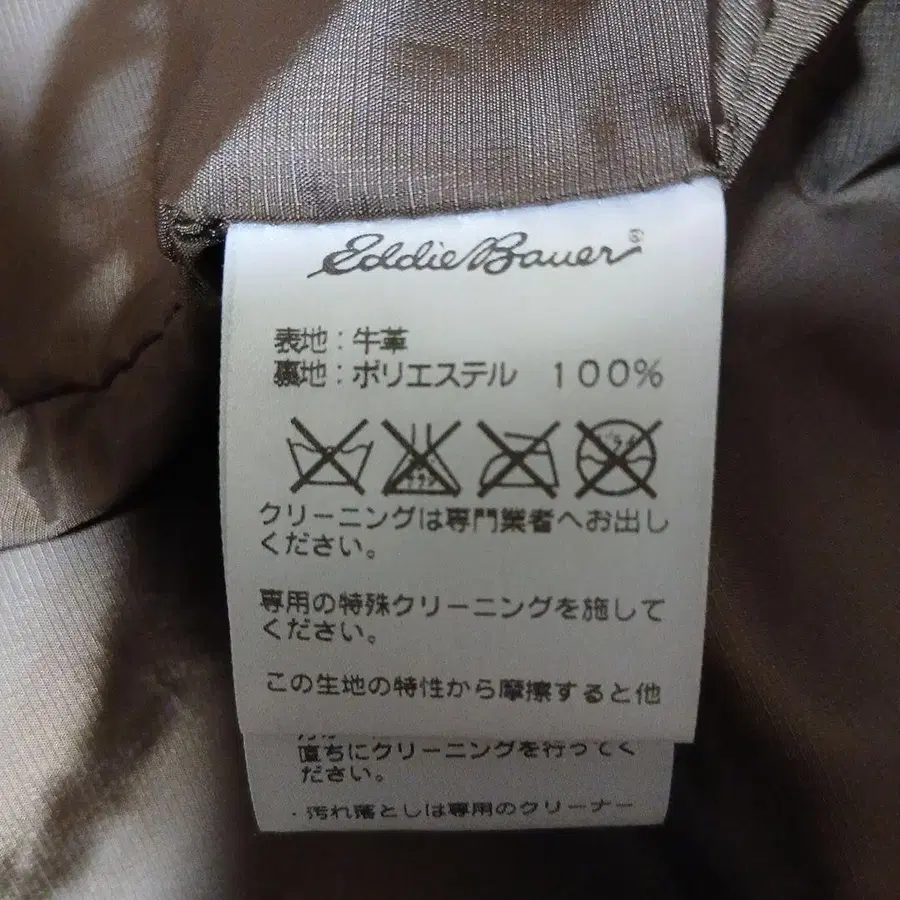 Eddie Bauer®
表地：牛革
裏地：ポリエステル 100%
クリーニングは専門業者へお出し
ください。
専用の特殊クリーニングを施して
ください。
この生地の特性から摩擦すると他
直ちにクリーニングを行ってく
ださい。
・汚れ落としは専用のクリーナー